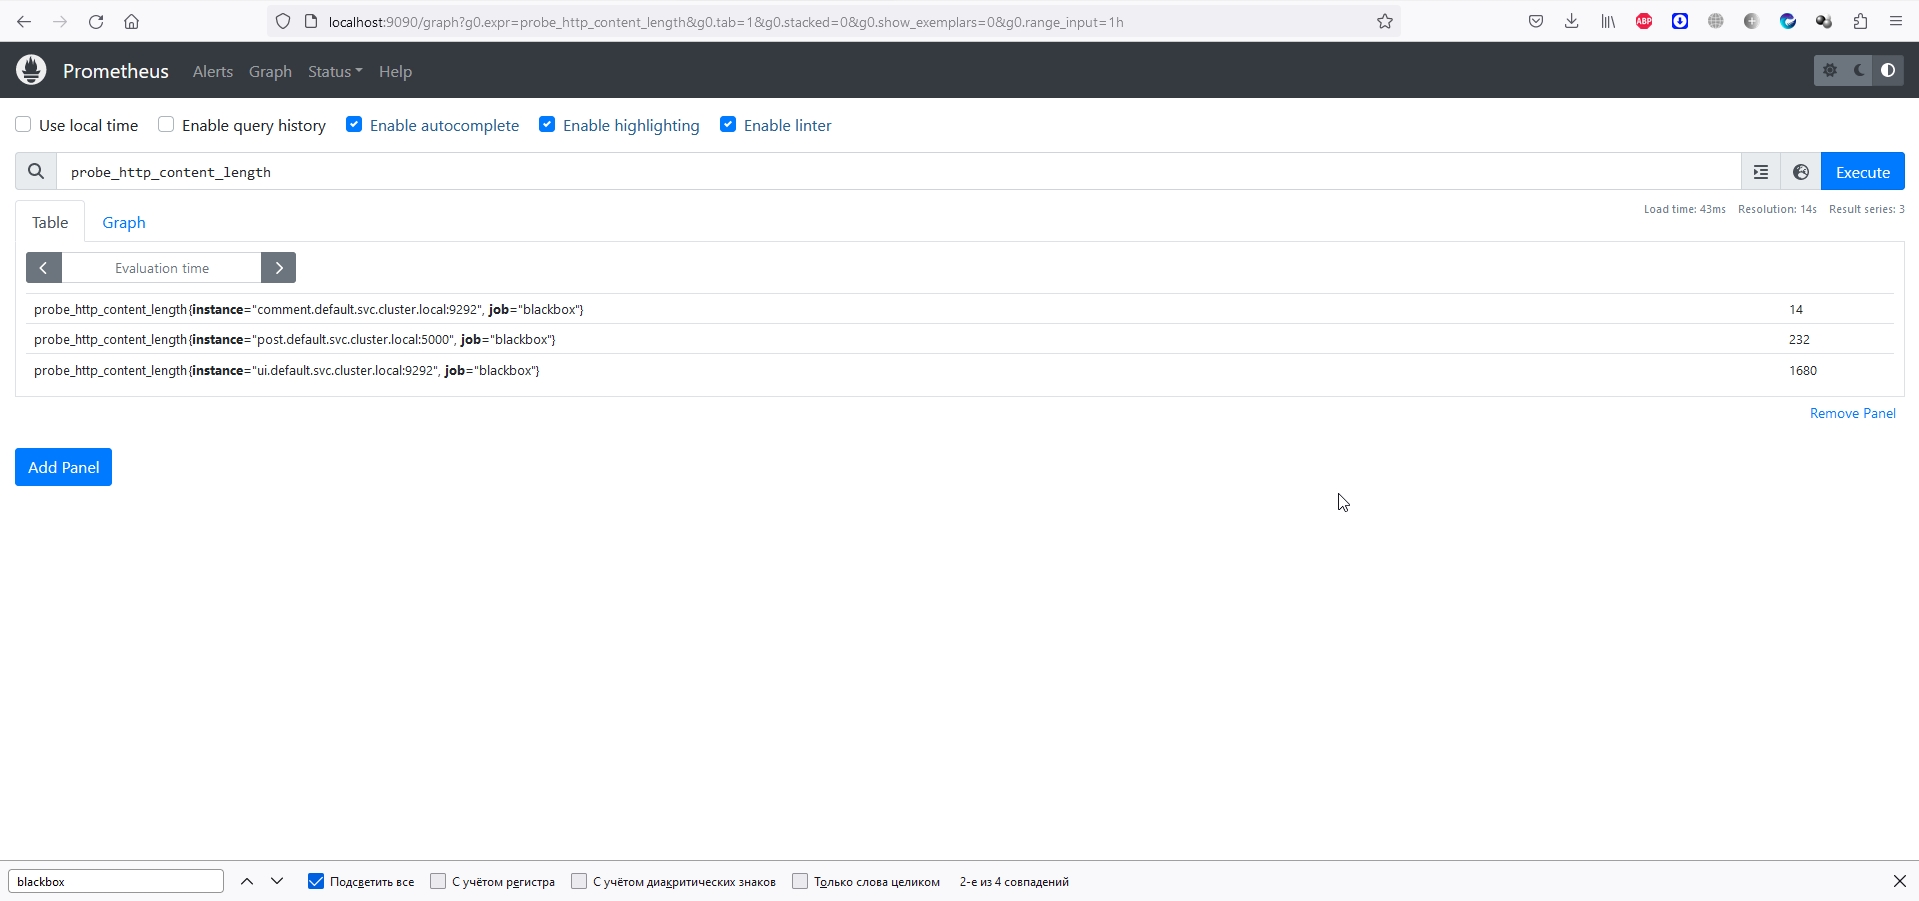 localhost:9090/graph?g0.expr=probe_http_content_length&g0.tab=1&g0.stacked=0&g0.show_exemplars=0&g0.range_input=1h
ABP
Prometheus Alerts Graph Status Help
Use local time Enable query history Enable autocomplete Enable highlighting Enable linter
probe_http_content_length Execute
Table Graph Load time: 43ms Resolution: 14s Result series: 3
Evaluation time
probe_http_content_length{instance="comment.default.svc.cluster.local:9292", job="blackbox"} 14
probe_http_content_length{instance="post.default.svc.cluster.local:5000", job="blackbox"} 232
probe_http_content_length{instance="ui.default.svc.cluster.local:9292", job="blackbox"} 1680
Remove Panel
Add Panel
blackbox Подсветить все С учётом регистра С учётом диакритических знаков Только слова целиком 2-е из 4 совпадений